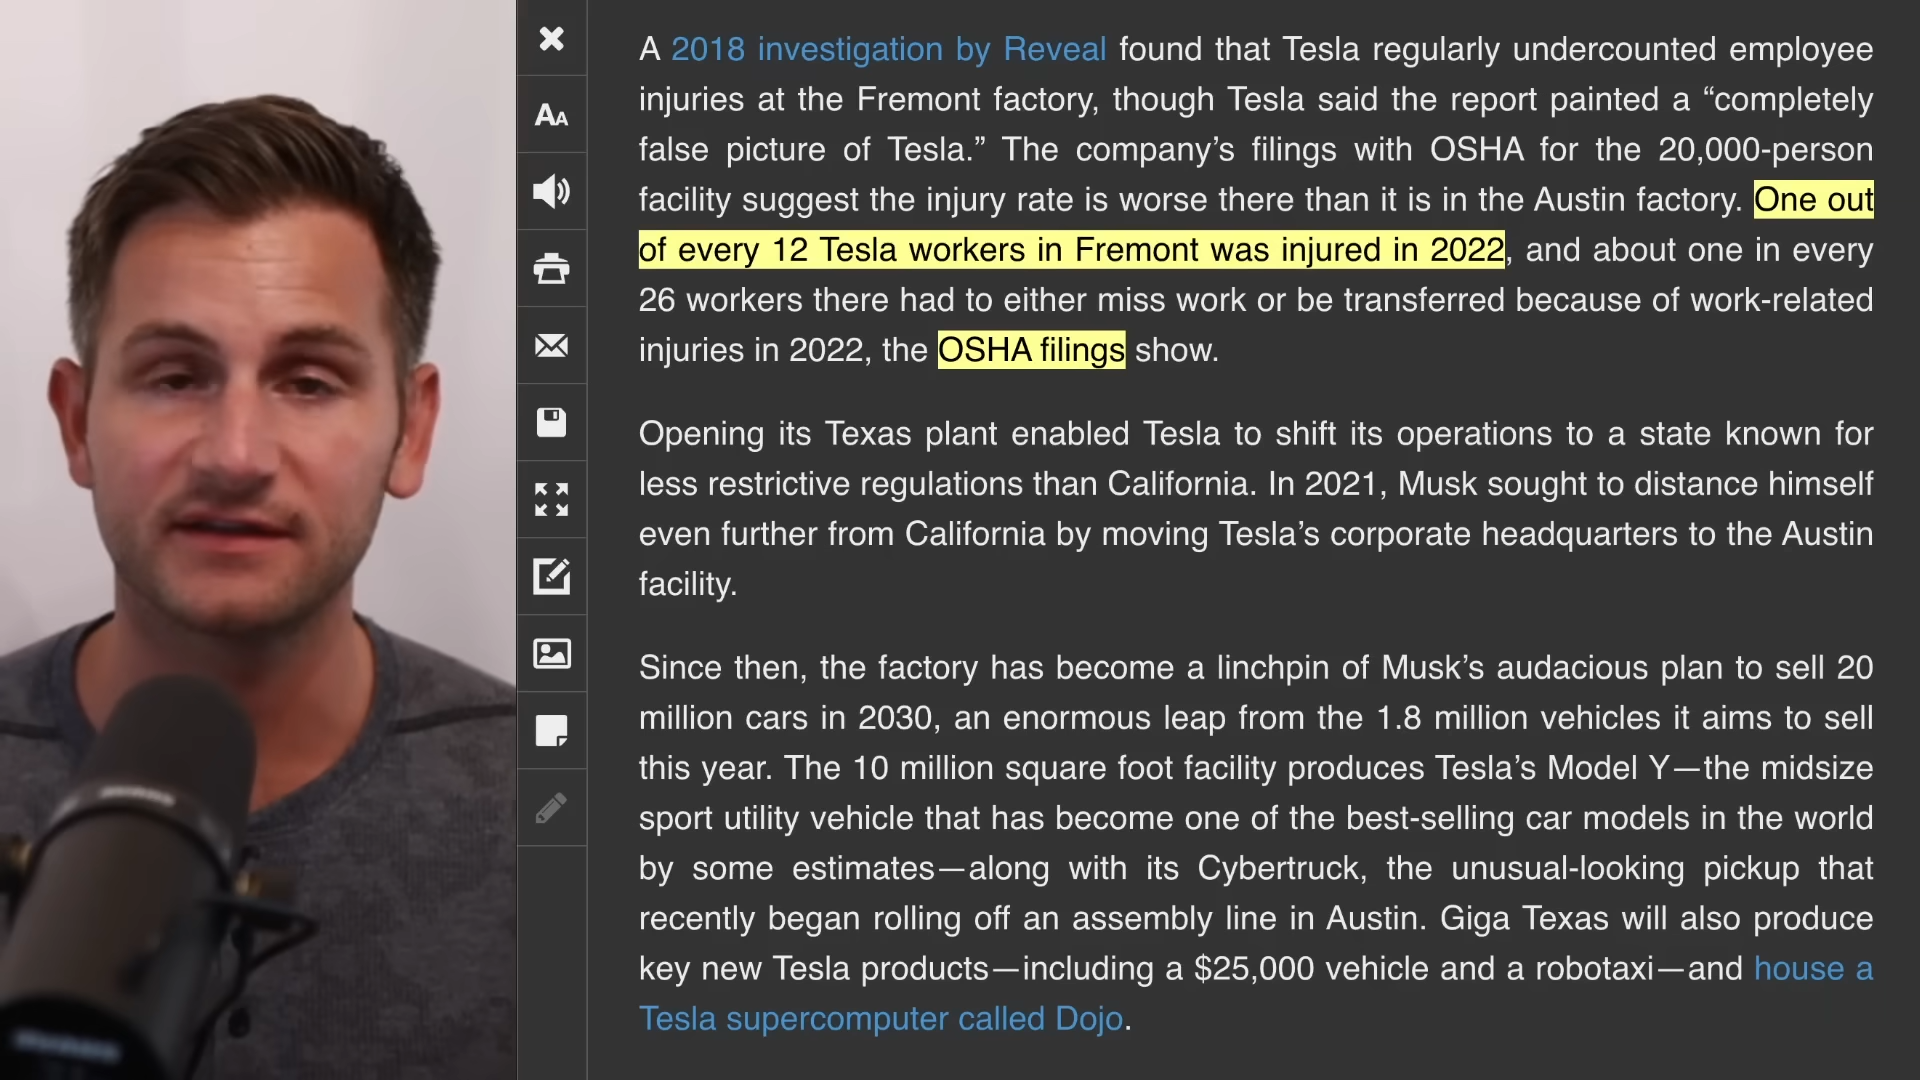 A 2018 investigation by Reveal found that Tesla regularly undercounted employee
injuries at the Fremont factory, though Tesla said the report painted a “completely
false picture of Tesla.” The company’s filings with OSHA for the 20,000-person
facility suggest the injury rate is worse there than it is in the Austin factory. One out
of every 12 Tesla workers in Fremont was injured in 2022, and about one in every
26 workers there had to either miss work or be transferred because of work-related
injuries in 2022, the OSHA filings show.
Opening its Texas plant enabled Tesla to shift its operations to a state known for
less restrictive regulations than California. In 2021, Musk sought to distance himself
even further from California by moving Tesla’s corporate headquarters to the Austin
facility.
Since then, the factory has become a linchpin of Musk’s audacious plan to sell 20
million cars in 2030, an enormous leap from the 1.8 million vehicles it aims to sell
this year. The 10 million square foot facility produces Tesla’s Model Y—the midsize
sport utility vehicle that has become one of the best-selling car models in the world
by some estimates—along with its Cybertruck, the unusual-looking pickup that
recently began rolling off an assembly line in Austin. Giga Texas will also produce
key new Tesla products—including a $25,000 vehicle and a robotaxi—and house a
Tesla supercomputer called Dojo.
AA